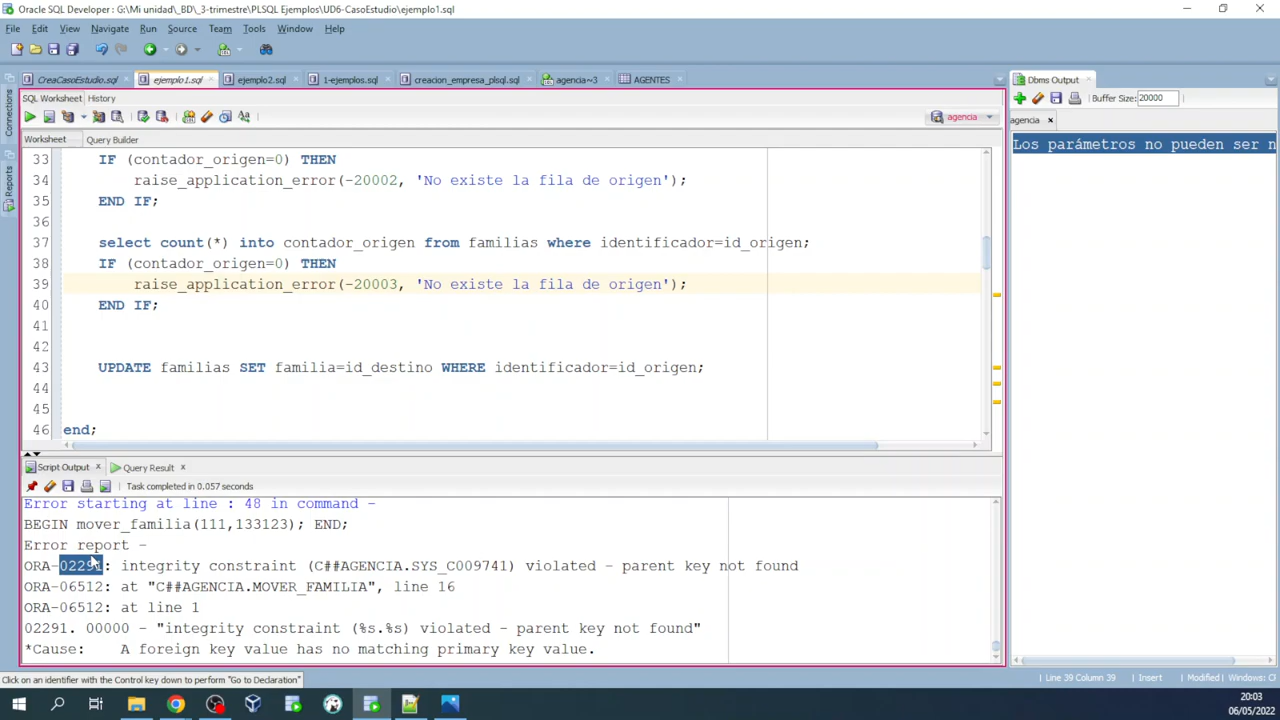 Oracle SQL Developer : G:\Mi unidad\_BD\_3-trimestre\PLSQL Ejemplos\UD6-CasoEstudio\ejemplo1.sql
File Edit View Navigate Run Source Team Tools Window Help
CreaCasoEstudio.sql ejemplo1.sql ejemplo2.sql 1-ejemplos.sql creacion_empresa_plsql.sql agencia~3 AGENTES
Dbms Output
SQL Worksheet History
Buffer Size: 20000
Connections
agencia
agencia
Worksheet Query Builder
Los parámetros no pueden ser n
Reports
33 IF (contador_origen=0) THEN
34 raise_application_error(-20002, 'No existe la fila de origen');
35 END IF;
36
37 select count(*) into contador_origen from familias where identificador=id_origen;
38 IF (contador_origen=0) THEN
39 raise_application_error(-20003, 'No existe la fila de origen');
40 END IF;
41
42
43 UPDATE familias SET familia=id_destino WHERE identificador=id_origen;
44
45
46 end;
Script Output Query Result
Task completed in 0.057 seconds
Error starting at line : 48 in command -
BEGIN mover_familia(111,133123); END;
Error report -
ORA-02291: integrity constraint (C##AGENCIA.SYS_C009741) violated - parent key not found
ORA-06512: at "C##AGENCIA.MOVER_FAMILIA", line 16
ORA-06512: at line 1
02291. 00000 - "integrity constraint (%s.%s) violated - parent key not found"
*Cause: A foreign key value has no matching primary key value.
Click on an identifier with the Control key down to perform "Go to Declaration"
Line 39 Column 39 Insert Modified Windows: Cl
20:03
06/05/2022